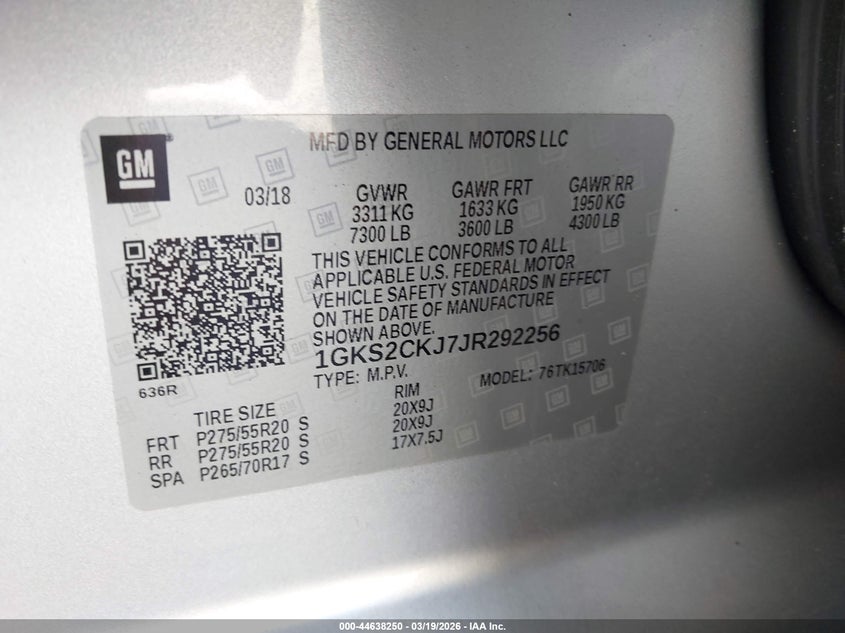 GM
MFD BY GENERAL MOTORS LLC
03/18
GVWR GAWR FRT GAWR RR
3311 KG 1633 KG 1950 KG
7300 LB 3600 LB 4300 LB
THIS VEHICLE CONFORMS TO ALL
APPLICABLE U.S. FEDERAL MOTOR
VEHICLE SAFETY STANDARDS IN EFFECT
ON THE DATE OF MANUFACTURE
SHOWN ABOVE.
1GKS2CKJ7JR292256
TYPE: M.P.V. MODEL: 76TK15706
636R
TIRE SIZE RIM
FRT P275/55R20 S 20X9J
RR P275/55R20 S 20X9J
SPA P265/70R17 S 17X7.5J
000-44638250 - 03/19/2026 - IAA Inc.